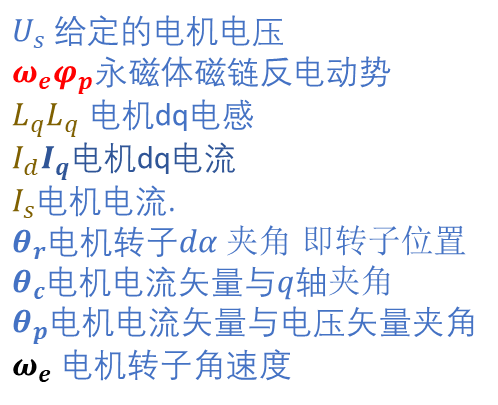 Us 给定的电机电压
ωeφp永磁体磁链反电动势
LqLq 电机dq电感
IdIq电机dq电流
Is电机电流.
θr电机转子dα 夹角 即转子位置
θc电机电流矢量与q轴夹角
θp电机电流矢量与电压矢量夹角
ωe 电机转子角速度